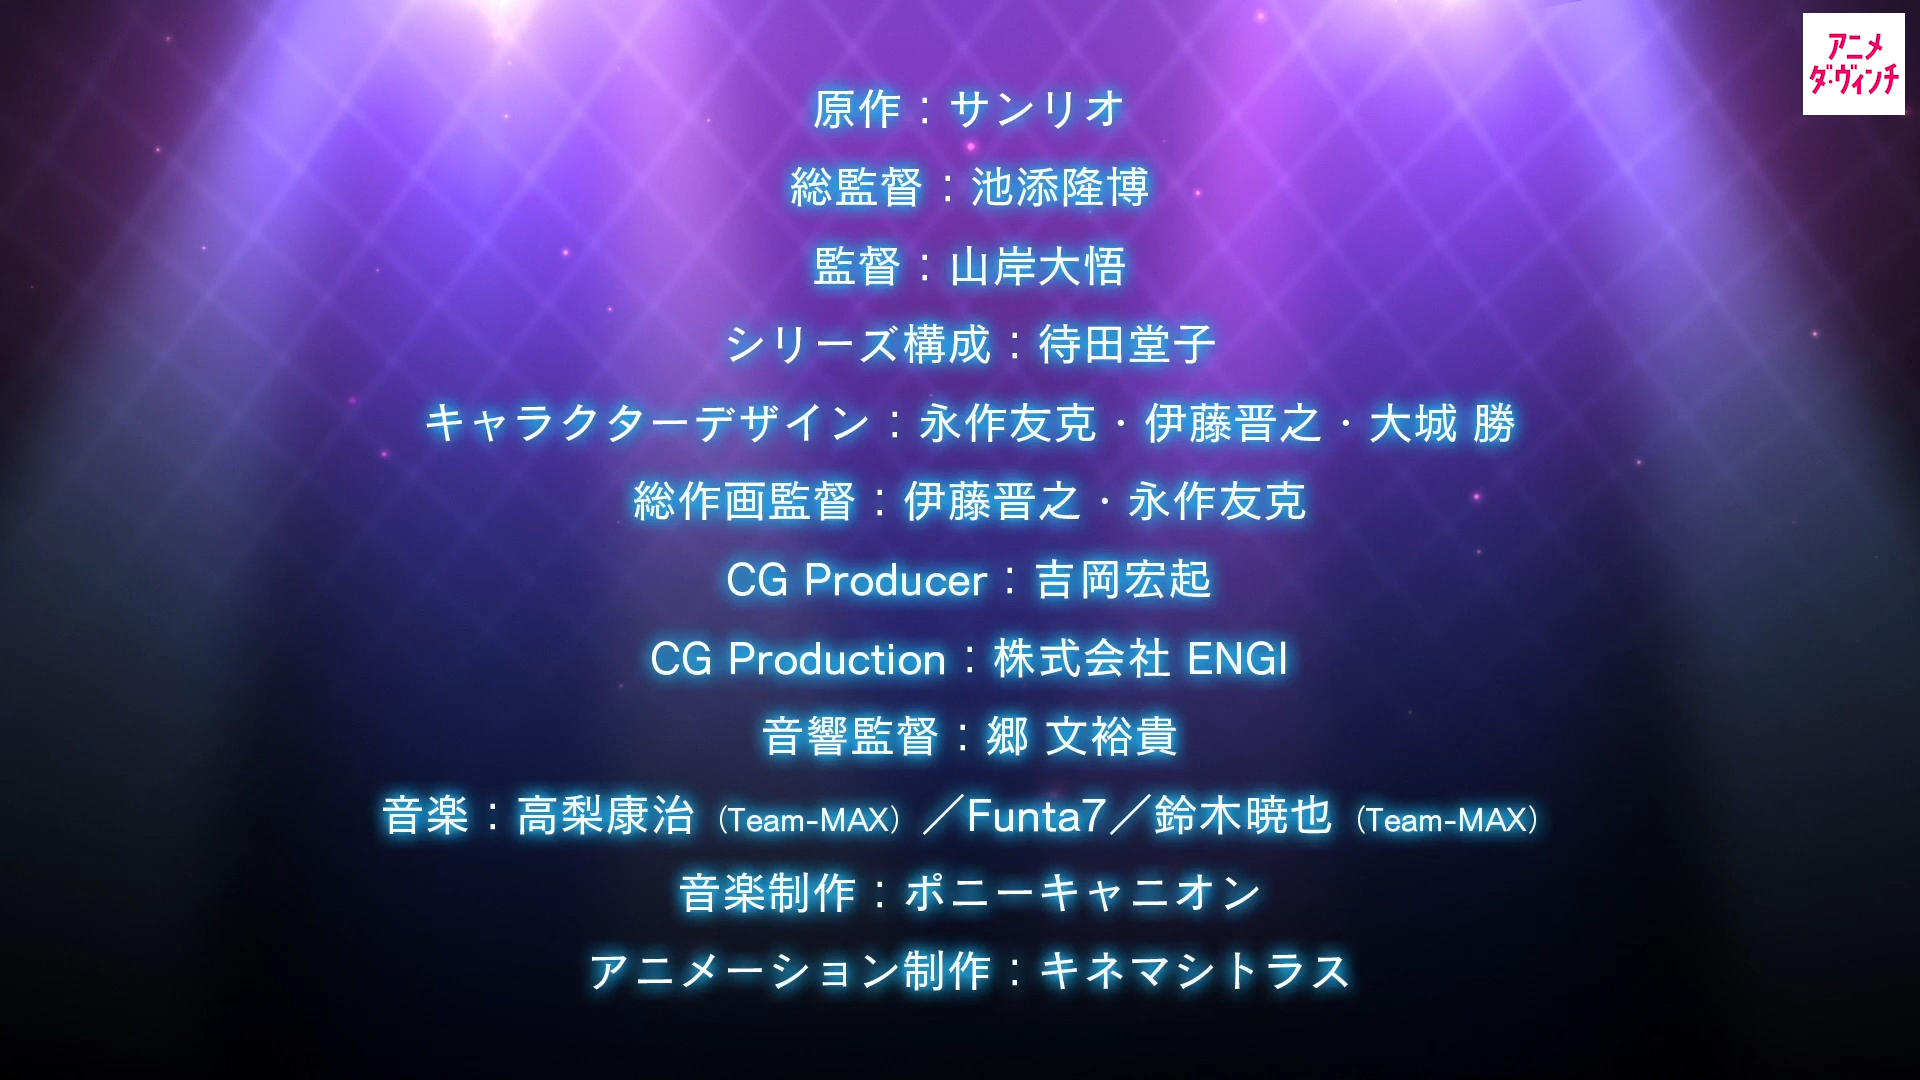 アニメ
ダ・ヴィンチ
原作：サンリオ
総監督：池添隆博
監督：山岸大悟
シリーズ構成：待田堂子
キャラクターデザイン：永作友克・伊藤晋之・大城 勝
総作画監督：伊藤晋之・永作友克
CG Producer：吉岡宏起
CG Production：株式会社 ENGI
音響監督：郷 文裕貴
音楽：高梨康治（Team-MAX）／Funta7／鈴木暁也（Team-MAX）
音楽制作：ポニーキャニオン
アニメーション制作：キネマシトラス